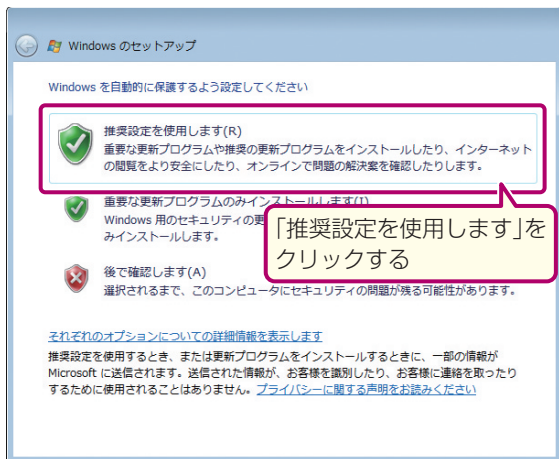 Windows のセットアップ
Windows を自動的に保護するよう設定してください
推奨設定を使用します(R)
重要な更新プログラムや推奨の更新プログラムをインストールしたり、インターネット
の閲覧をより安全にしたり、オンラインで問題の解決案を確認したりします。
重要な更新プログラムのみインストールします(I)
Windows 用のセキュリティの更
みインストールします。
「推奨設定を使用します」を
クリックする
後で確認します(A)
選択されるまで、このコンピュータにセキュリティの問題が残る可能性があります。
それぞれのオプションについての詳細情報を表示します
推奨設定を使用するとき、または更新プログラムをインストールするときに、一部の情報が
Microsoft に送信されます。送信された情報が、お客様を識別したり、お客様に連絡を取ったり
するために使用されることはありません。プライバシーに関する声明をお読みください